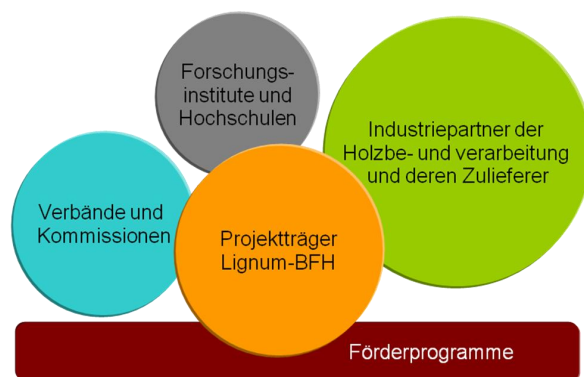 Forschungs-
institute und
Hochschulen
Industriepartner der
Holzbe- und verarbeitung
und deren Zulieferer
Verbände und
Kommissionen
Projektträger
Lignum-BFH
Förderprogramme